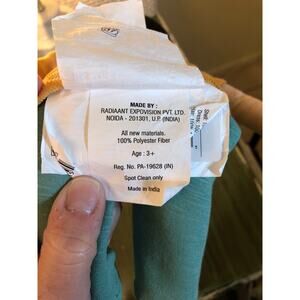 MADE BY :
RADIAANT EXPOVISION PVT. LTD.
NOIDA - 201301, U.P. (INDIA)
All new materials.
100% Polyester Fiber
Age : 3+
Reg. No. PA-19628 (IN)
Spot Clean only
Made in India